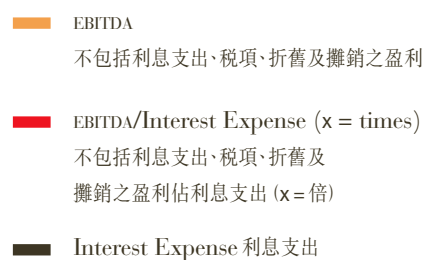 EBITDA
不包括利息支出、税項、折舊及攤銷之盈利
EBITDA/Interest Expense (x = times)
不包括利息支出、税項、折舊及
攤銷之盈利佔利息支出 (x = 倍)
Interest Expense 利息支出